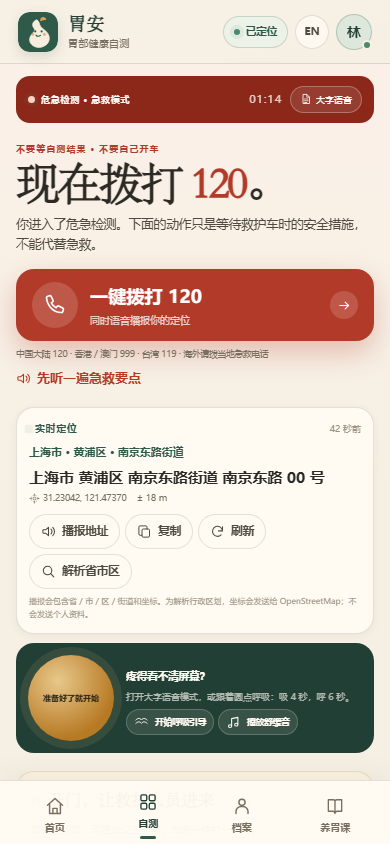 胃安
胃部健康自测
已定位
EN
林
危急检测 • 急救模式
01:14
大字语音
不要等自测结果 • 不要自己开车
现在拨打 120。
你进入了危急检测。下面的动作只是等待救护车时的安全措施，
不能代替急救。
一键拨打 120
同时语音播报你的定位
中国大陆 120 · 香港 / 澳门 999 · 台湾 119 · 海外请拨当地急救电话
先听一遍急救要点
实时定位
42 秒前
上海市 • 黄浦区 • 南京东路街道
上海市 黄浦区 南京东路街道 南京东路 00 号
31.23042, 121.47370 ± 18 m
播报地址
复制
刷新
解析省市区
播报会包含省 / 市 / 区 / 街道和坐标。为解析行政区划，坐标会发送给 OpenStreetMap；不
会发送个人资料。
准备好了就开始
疼得看不清屏幕？
打开大字语音模式，或跟着圆点呼吸：吸 4 秒，呼 6 秒。
开始呼吸引导
播放舒缓音
首页
自测
档案
养胃课